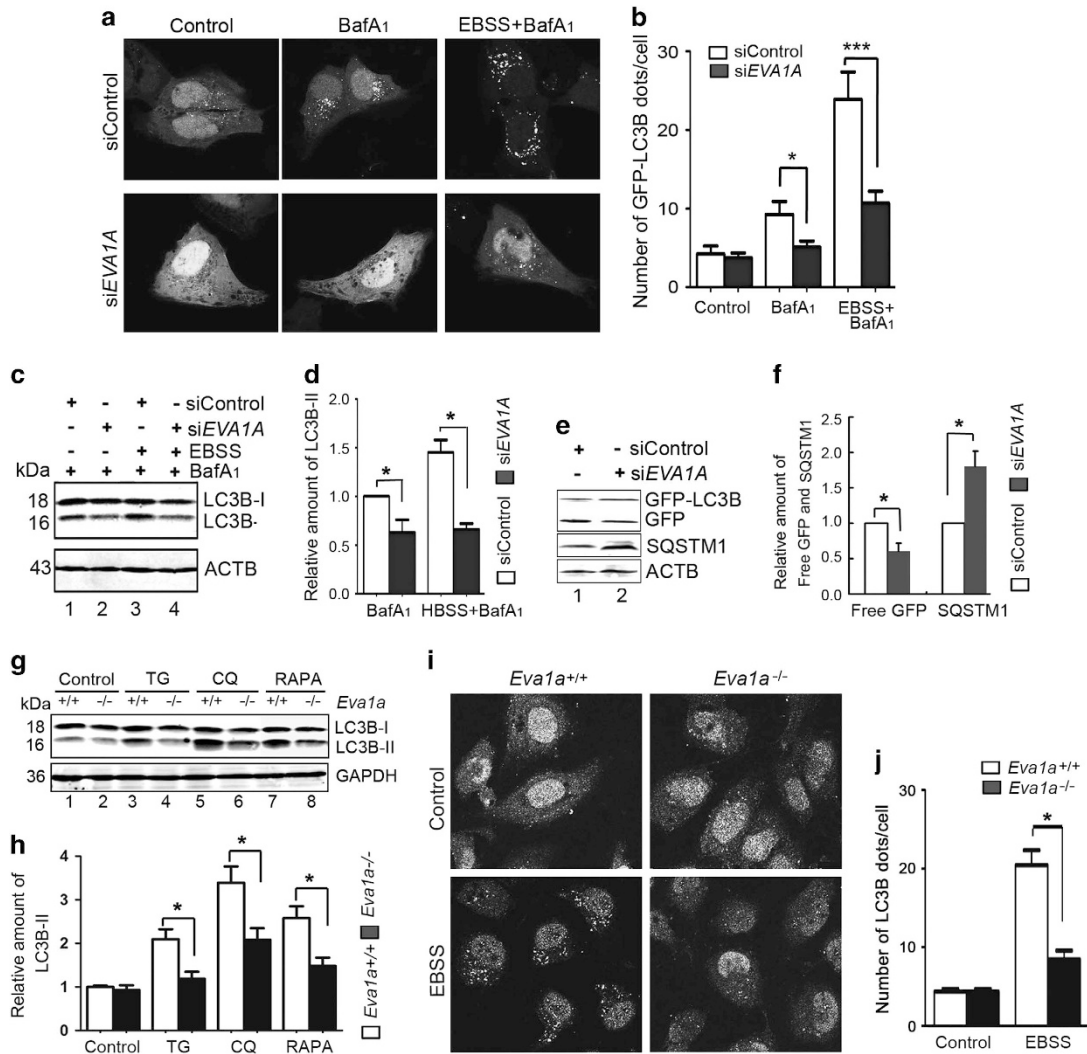 a
Control BafA1 EBSS+BafA1
siControl
siEVA1A
b
Number of GFP-LC3B dots/cell
siControl
siEVA1A
30
20
10
0
***
*
Control BafA1 EBSS+
BafA1
c
+ - + - siControl
- + - + siEVA1A
- - + + EBSS
+ + + + BafA1
kDa
18 LC3B-I
16 LC3B-
43 ACTB
1 2 3 4
d
Relative amount of LC3B-II
2.0
1.5
1.0
0.5
0.0
*
*
BafA1 HBSS+BafA1
siControl
siEVA1A
e
+ - siControl
- + siEVA1A
GFP-LC3B
GFP
SQSTM1
ACTB
1 2
f
Relative amount of
Free GFP and SQSTM1
2.5
2.0
1.5
1.0
0.5
0.0
*
*
Free GFP SQSTM1
siControl
siEVA1A
g
Control TG CQ RAPA
kDa +/+ -/- +/+ -/- +/+ -/- +/+ -/- Eva1a
18 LC3B-I
16 LC3B-II
36 GAPDH
1 2 3 4 5 6 7 8
h
Relative amount of
LC3B-II
4
3
2
1
0
*
*
*
Control TG CQ RAPA
Eva1a+/+
Eva1a-/-
i
Eva1a+/+ Eva1a-/-
Control
EBSS
j
Eva1a+/+
Eva1a-/-
Number of LC3B dots/cell
30
20
10
0
*
Control EBSS